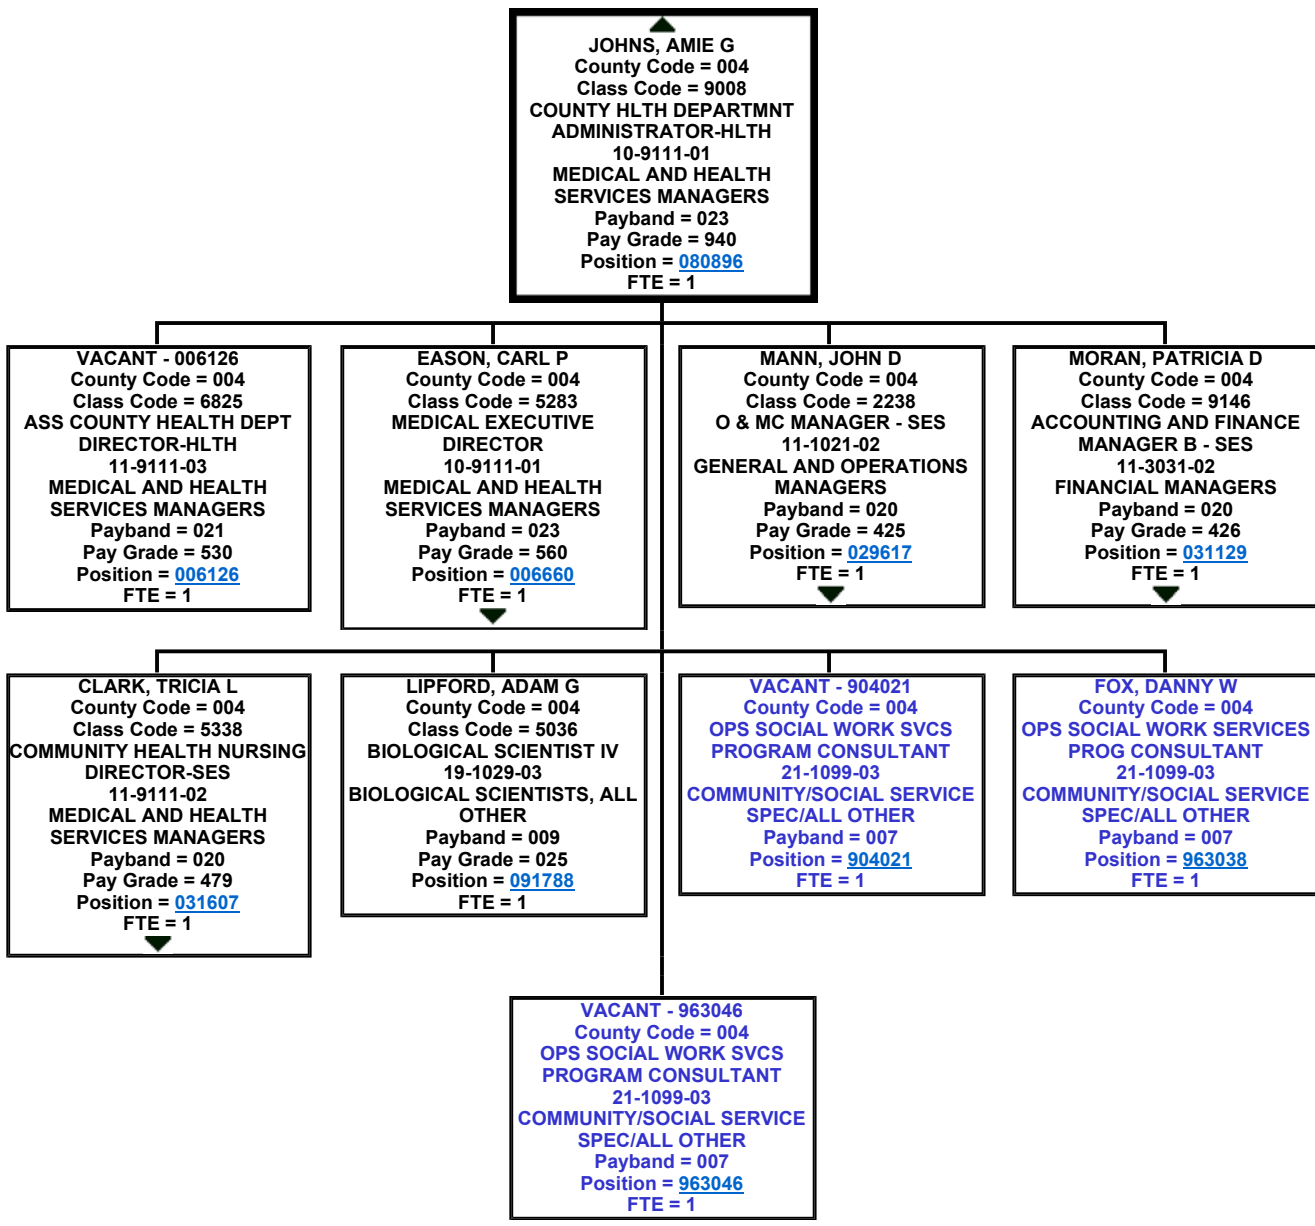 JOHNS, AMIE G
County Code = 004
Class Code = 9008
COUNTY HLTH DEPARTMNT
ADMINISTRATOR-HLTH
10-9111-01
MEDICAL AND HEALTH
SERVICES MANAGERS
Payband = 023
Pay Grade = 940
Position = 080896
FTE = 1
VACANT - 006126
County Code = 004
Class Code = 6825
ASS COUNTY HEALTH DEPT
DIRECTOR-HLTH
11-9111-03
MEDICAL AND HEALTH
SERVICES MANAGERS
Payband = 021
Pay Grade = 530
Position = 006126
FTE = 1
EASON, CARL P
County Code = 004
Class Code = 5283
MEDICAL EXECUTIVE
DIRECTOR
10-9111-01
MEDICAL AND HEALTH
SERVICES MANAGERS
Payband = 023
Pay Grade = 560
Position = 006660
FTE = 1
MANN, JOHN D
County Code = 004
Class Code = 2238
O & MC MANAGER - SES
11-1021-02
GENERAL AND OPERATIONS
MANAGERS
Payband = 020
Pay Grade = 425
Position = 029617
FTE = 1
MORAN, PATRICIA D
County Code = 004
Class Code = 9146
ACCOUNTING AND FINANCE
MANAGER B - SES
11-3031-02
FINANCIAL MANAGERS
Payband = 020
Pay Grade = 426
Position = 031129
FTE = 1
CLARK, TRICIA L
County Code = 004
Class Code = 5338
COMMUNITY HEALTH NURSING
DIRECTOR-SES
11-9111-02
MEDICAL AND HEALTH
SERVICES MANAGERS
Payband = 020
Pay Grade = 479
Position = 031607
FTE = 1
LIPFORD, ADAM G
County Code = 004
Class Code = 5036
BIOLOGICAL SCIENTIST IV
19-1029-03
BIOLOGICAL SCIENTISTS, ALL
OTHER
Payband = 009
Pay Grade = 025
Position = 091788
FTE = 1
VACANT - 904021
County Code = 004
OPS SOCIAL WORK SVCS
PROGRAM CONSULTANT
21-1099-03
COMMUNITY/SOCIAL SERVICE
SPEC/ALL OTHER
Payband = 007
Position = 904021
FTE = 1
FOX, DANNY W
County Code = 004
OPS SOCIAL WORK SERVICES
PROG CONSULTANT
21-1099-03
COMMUNITY/SOCIAL SERVICE
SPEC/ALL OTHER
Payband = 007
Position = 963038
FTE = 1
VACANT - 963046
County Code = 004
OPS SOCIAL WORK SVCS
PROGRAM CONSULTANT
21-1099-03
COMMUNITY/SOCIAL SERVICE
SPEC/ALL OTHER
Payband = 007
Position = 963046
FTE = 1